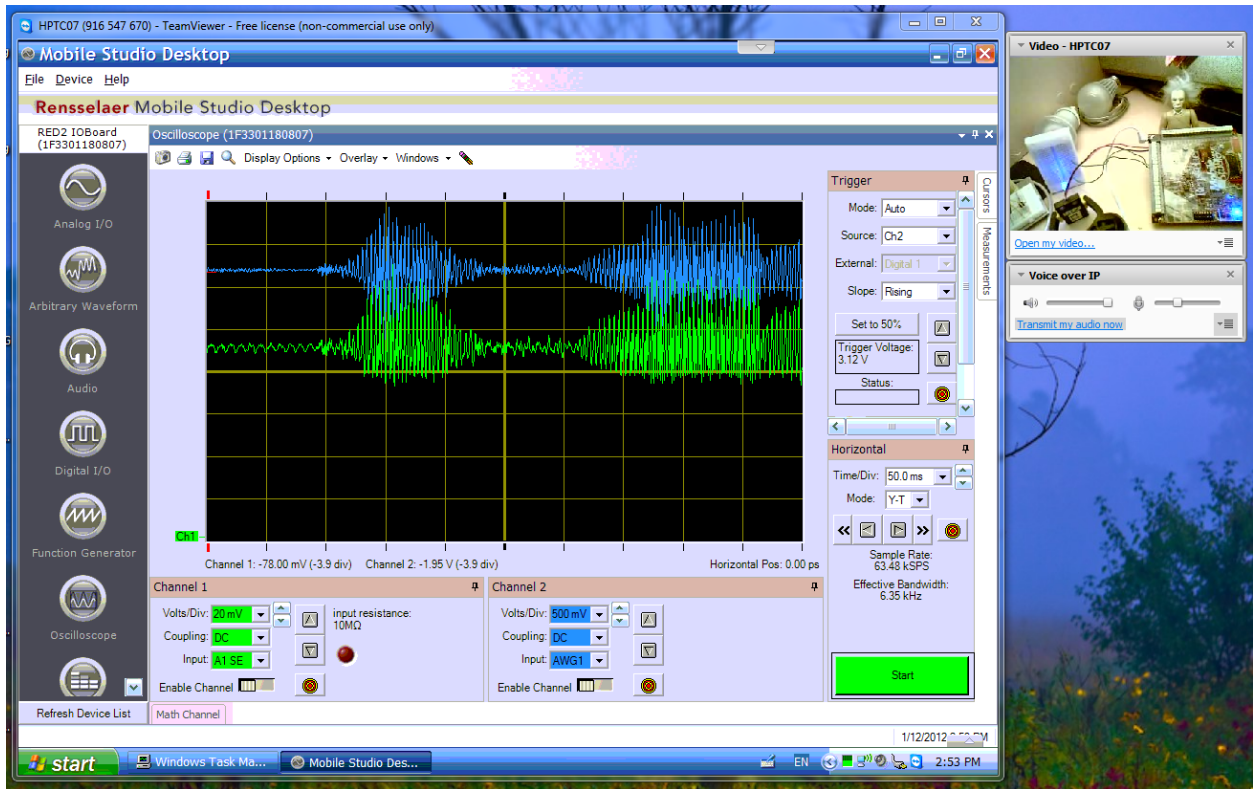 HPTC07 (916 547 670) - TeamViewer - Free license (non-commercial use only)
Mobile Studio Desktop
File Device Help
Rensselaer Mobile Studio Desktop
RED2 IOBoard
(1F3301180807)
Analog I/O
Arbitrary Waveform
Audio
Digital I/O
Function Generator
Oscilloscope
Refresh Device List
Oscilloscope (1F3301180807)
Display Options Overlay Windows
Ch1
Channel 1: -78.00 mV (-3.9 div) Channel 2: -1.95 V (-3.9 div) Horizontal Pos: 0.00 ps
Trigger
Mode: Auto
Source: Ch2
External: Digital 1
Slope: Rising
Set to 50%
Trigger Voltage:
3.12 V
Status:
Cursors
Measurements
Horizontal
Time/Div: 50.0 ms
Mode: Y-T
Sample Rate:
63.48 kSPS
Effective Bandwidth:
6.35 kHz
Start
Channel 1
Volts/Div: 20 mV
input resistance:
10MΩ
Coupling: DC
Input: A1 SE
Enable Channel
Channel 2
Volts/Div: 500 mV
Coupling: DC
Input: AWG1
Enable Channel
Math Channel
1/12/2012
start
Windows Task Ma...
Mobile Studio Des...
EN
2:53 PM
Video - HPTC07
Open my video...
Voice over IP
Transmit my audio now